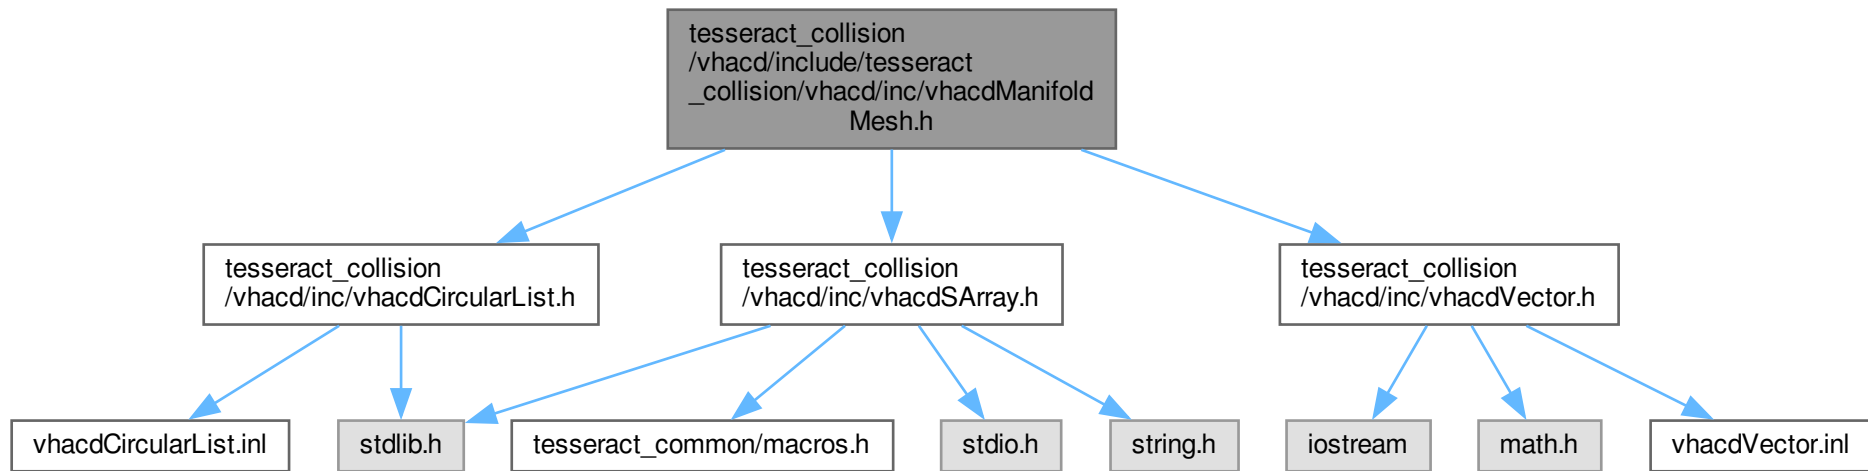 tesseract_collision
/vhacd/include/tesseract
_collision/vhacd/inc/vhacdManifold
Mesh.h
tesseract_collision
/vhacd/inc/vhacdCircularList.h
tesseract_collision
/vhacd/inc/vhacdSArray.h
tesseract_collision
/vhacd/inc/vhacdVector.h
vhacdCircularList.inl
stdlib.h
tesseract_common/macros.h
stdio.h
string.h
iostream
math.h
vhacdVector.inl